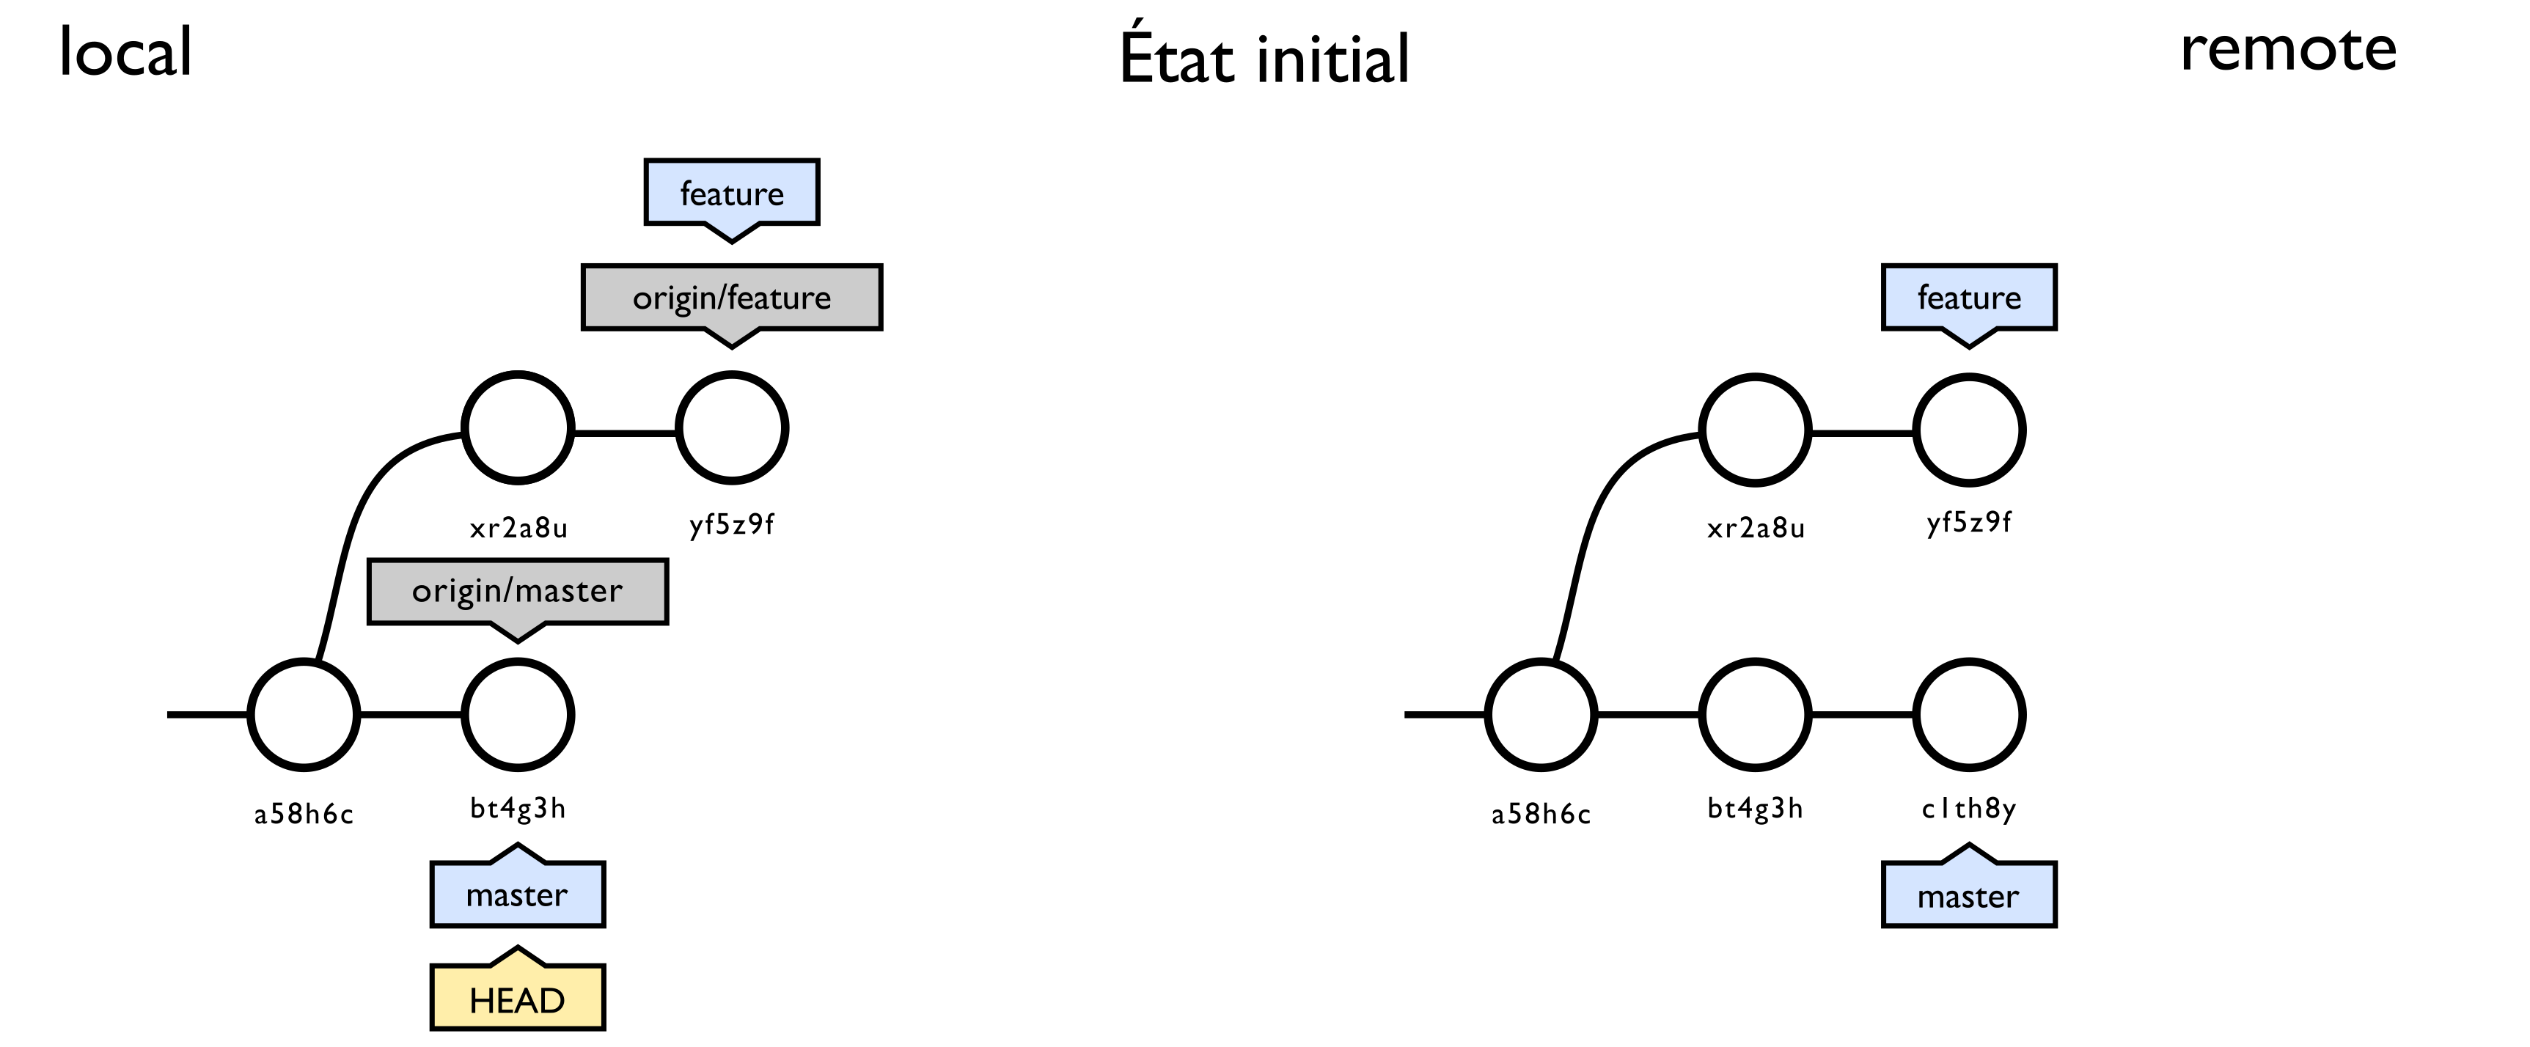 local
État initial
remote
feature
origin/feature
feature
xr2a8u
yf5z9f
xr2a8u
yf5z9f
origin/master
a58h6c
bt4g3h
a58h6c
bt4g3h
c1th8y
master
master
HEAD